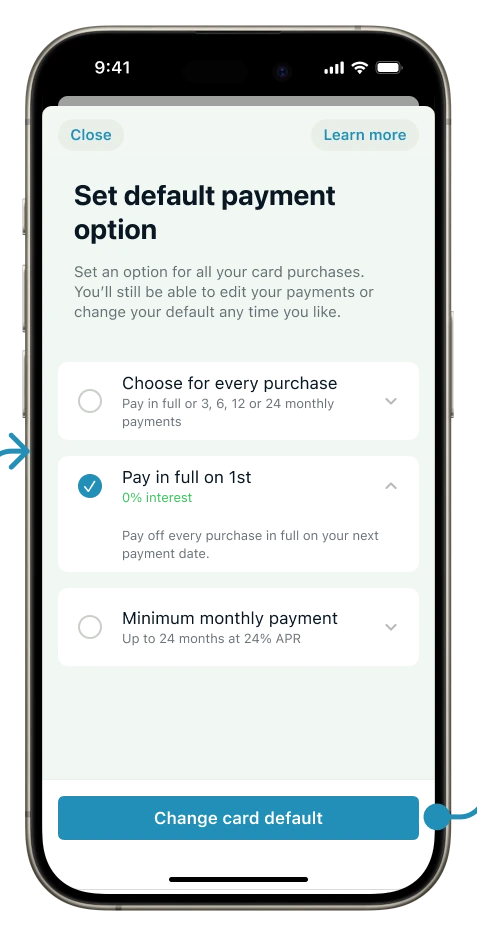 9:41
Close
Learn more
Set default payment
option
Set an option for all your card purchases.
You’ll still be able to edit your payments or
change your default any time you like.
Choose for every purchase
Pay in full or 3, 6, 12 or 24 monthly
payments
Pay in full on 1st
0% interest
Pay off every purchase in full on your next
payment date.
Minimum monthly payment
Up to 24 months at 24% APR
Change card default